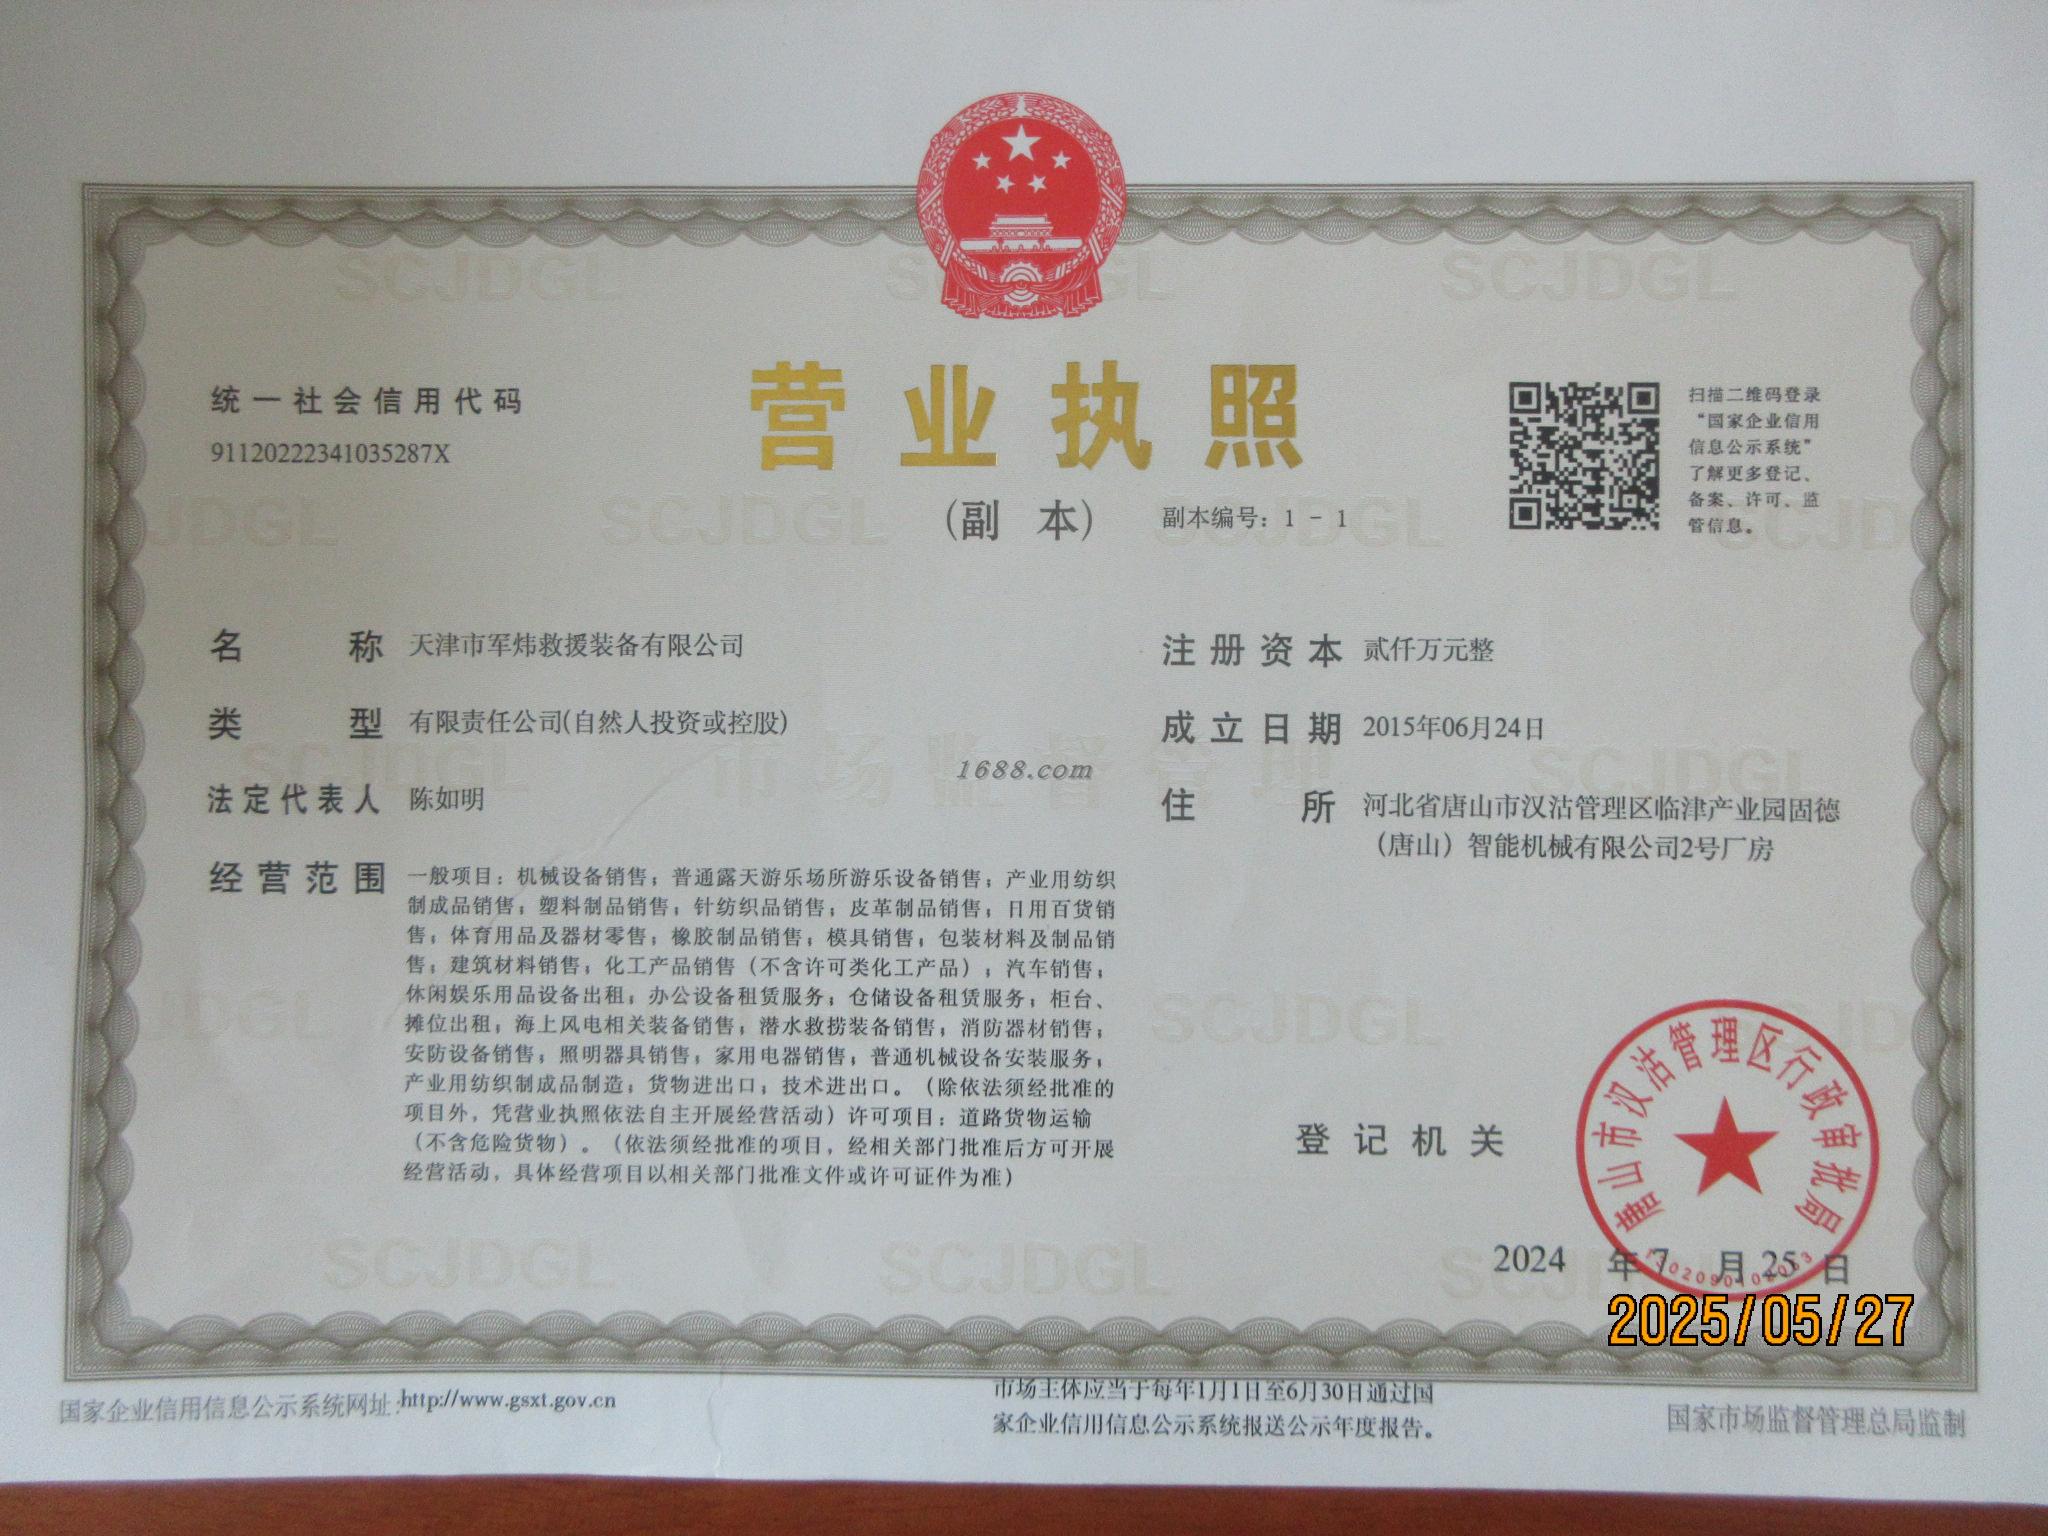 统一社会信用代码
91120222341035287X
营业执照
(副 本)
副本编号：1 - 1
扫描二维码登录
“国家企业信用
信息公示系统”
了解更多登记、
备案、许可、监
管信息。
名 称 天津市军炜救援装备有限公司
类 型 有限责任公司(自然人投资或控股)
法定代表人 陈如明
经营范围 一般项目：机械设备销售；普通露天游乐场所游乐设备销售；产业用纺织
制成品销售；塑料制品销售；针纺织品销售；皮革制品销售；日用百货销
售；体育用品及器材零售；橡胶制品销售；模具销售；包装材料及制品销
售；建筑材料销售；化工产品销售（不含许可类化工产品）；汽车销售；
休闲娱乐用品设备出租；办公设备租赁服务；仓储设备租赁服务；柜台、
摊位出租；海上风电相关装备销售；潜水救捞装备销售；消防器材销售；
安防设备销售；照明器具销售；家用电器销售；普通机械设备安装服务；
产业用纺织制成品制造；货物进出口；技术进出口。（除依法须经批准的
项目外，凭营业执照依法自主开展经营活动）许可项目：道路货物运输
（不含危险货物）。（依法须经批准的项目，经相关部门批准后方可开展
经营活动，具体经营项目以相关部门批准文件或许可证件为准）
注册资本 贰仟万元整
成立日期 2015年06月24日
住 所 河北省唐山市汉沽管理区临津产业园固德
（唐山）智能机械有限公司2号厂房
1688.com
市场监督管理
SCJDGL
登记机关
唐山市汉沽管理区行政审批局
2024 年 7 月 25 日
2025/05/27
国家企业信用信息公示系统网址：http://www.gsxt.gov.cn
市场主体应当于每年1月1日至6月30日通过国
家企业信用信息公示系统报送公示年度报告。
国家市场监督管理总局监制